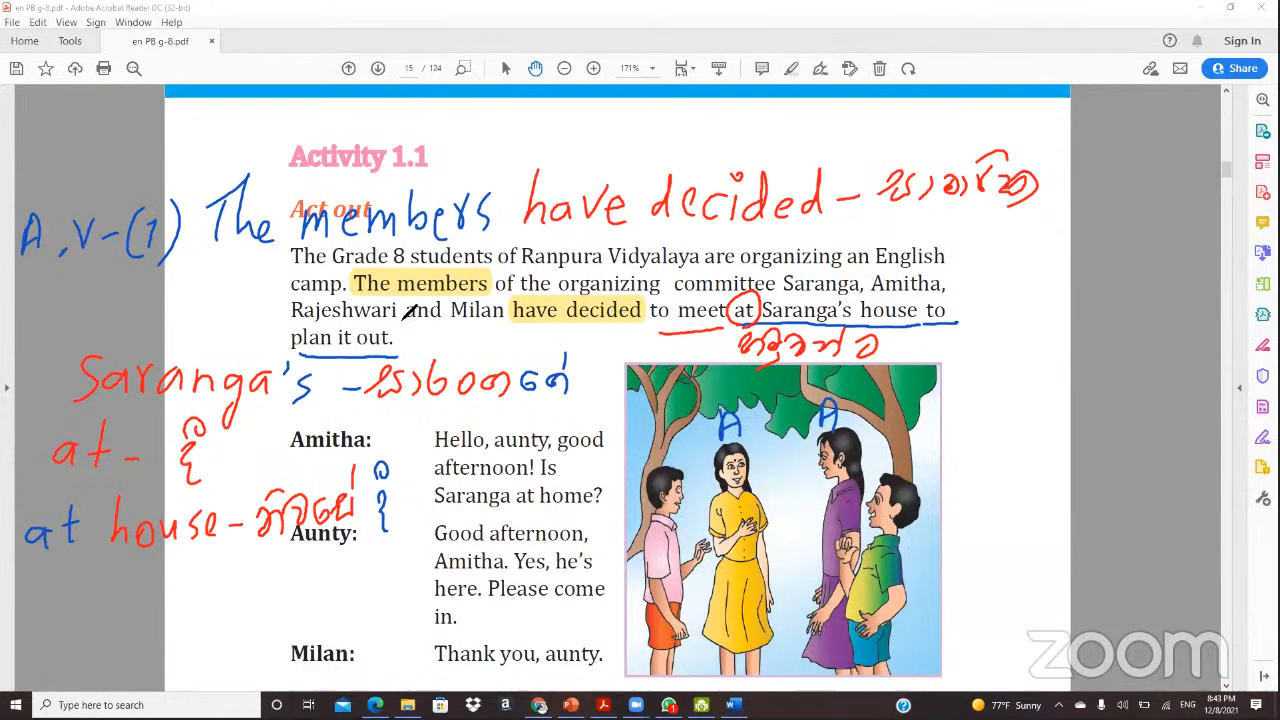 en PB g-8.pdf - Adobe Acrobat Reader DC (32-bit)
File Edit View Sign Window Help
Home Tools en PB g-8.pdf × Sign In
15 / 124 171% Share
Activity 1.1
A.V-(1) The members have decided -
Act out
The Grade 8 students of Ranpura Vidyalaya are organizing an English
camp. The members of the organizing committee Saranga, Amitha,
Rajeshwari and Milan have decided to meet at Saranga's house to
plan it out.
හමුවන්ට
Saranga's - සාරංගගේ
at - දී
at house - නිවසේ දී
A A
Amitha: Hello, aunty, good
afternoon! Is
Saranga at home?
Aunty: Good afternoon,
Amitha. Yes, he's
here. Please come
in.
Milan: Thank you, aunty.
zoom
Type here to search
77°F Sunny
8:43 PM
12/8/2021